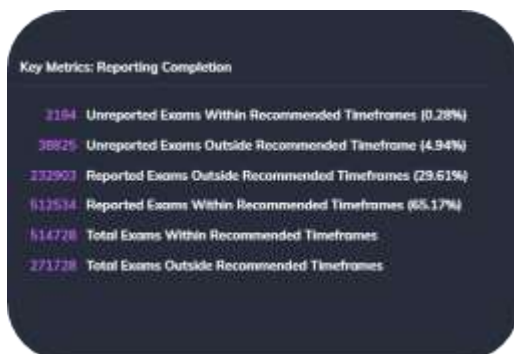 Key Metrics: Reporting Completion
2194 Unreported Exams Within Recommended Timeframes (0.28%)
38825 Unreported Exams Outside Recommended Timeframe (4.94%)
232903 Reported Exams Outside Recommended Timeframes (29.61%)
512534 Reported Exams Within Recommended Timeframes (65.17%)
514728 Total Exams Within Recommended Timeframes
271728 Total Exams Outside Recommended Timeframes